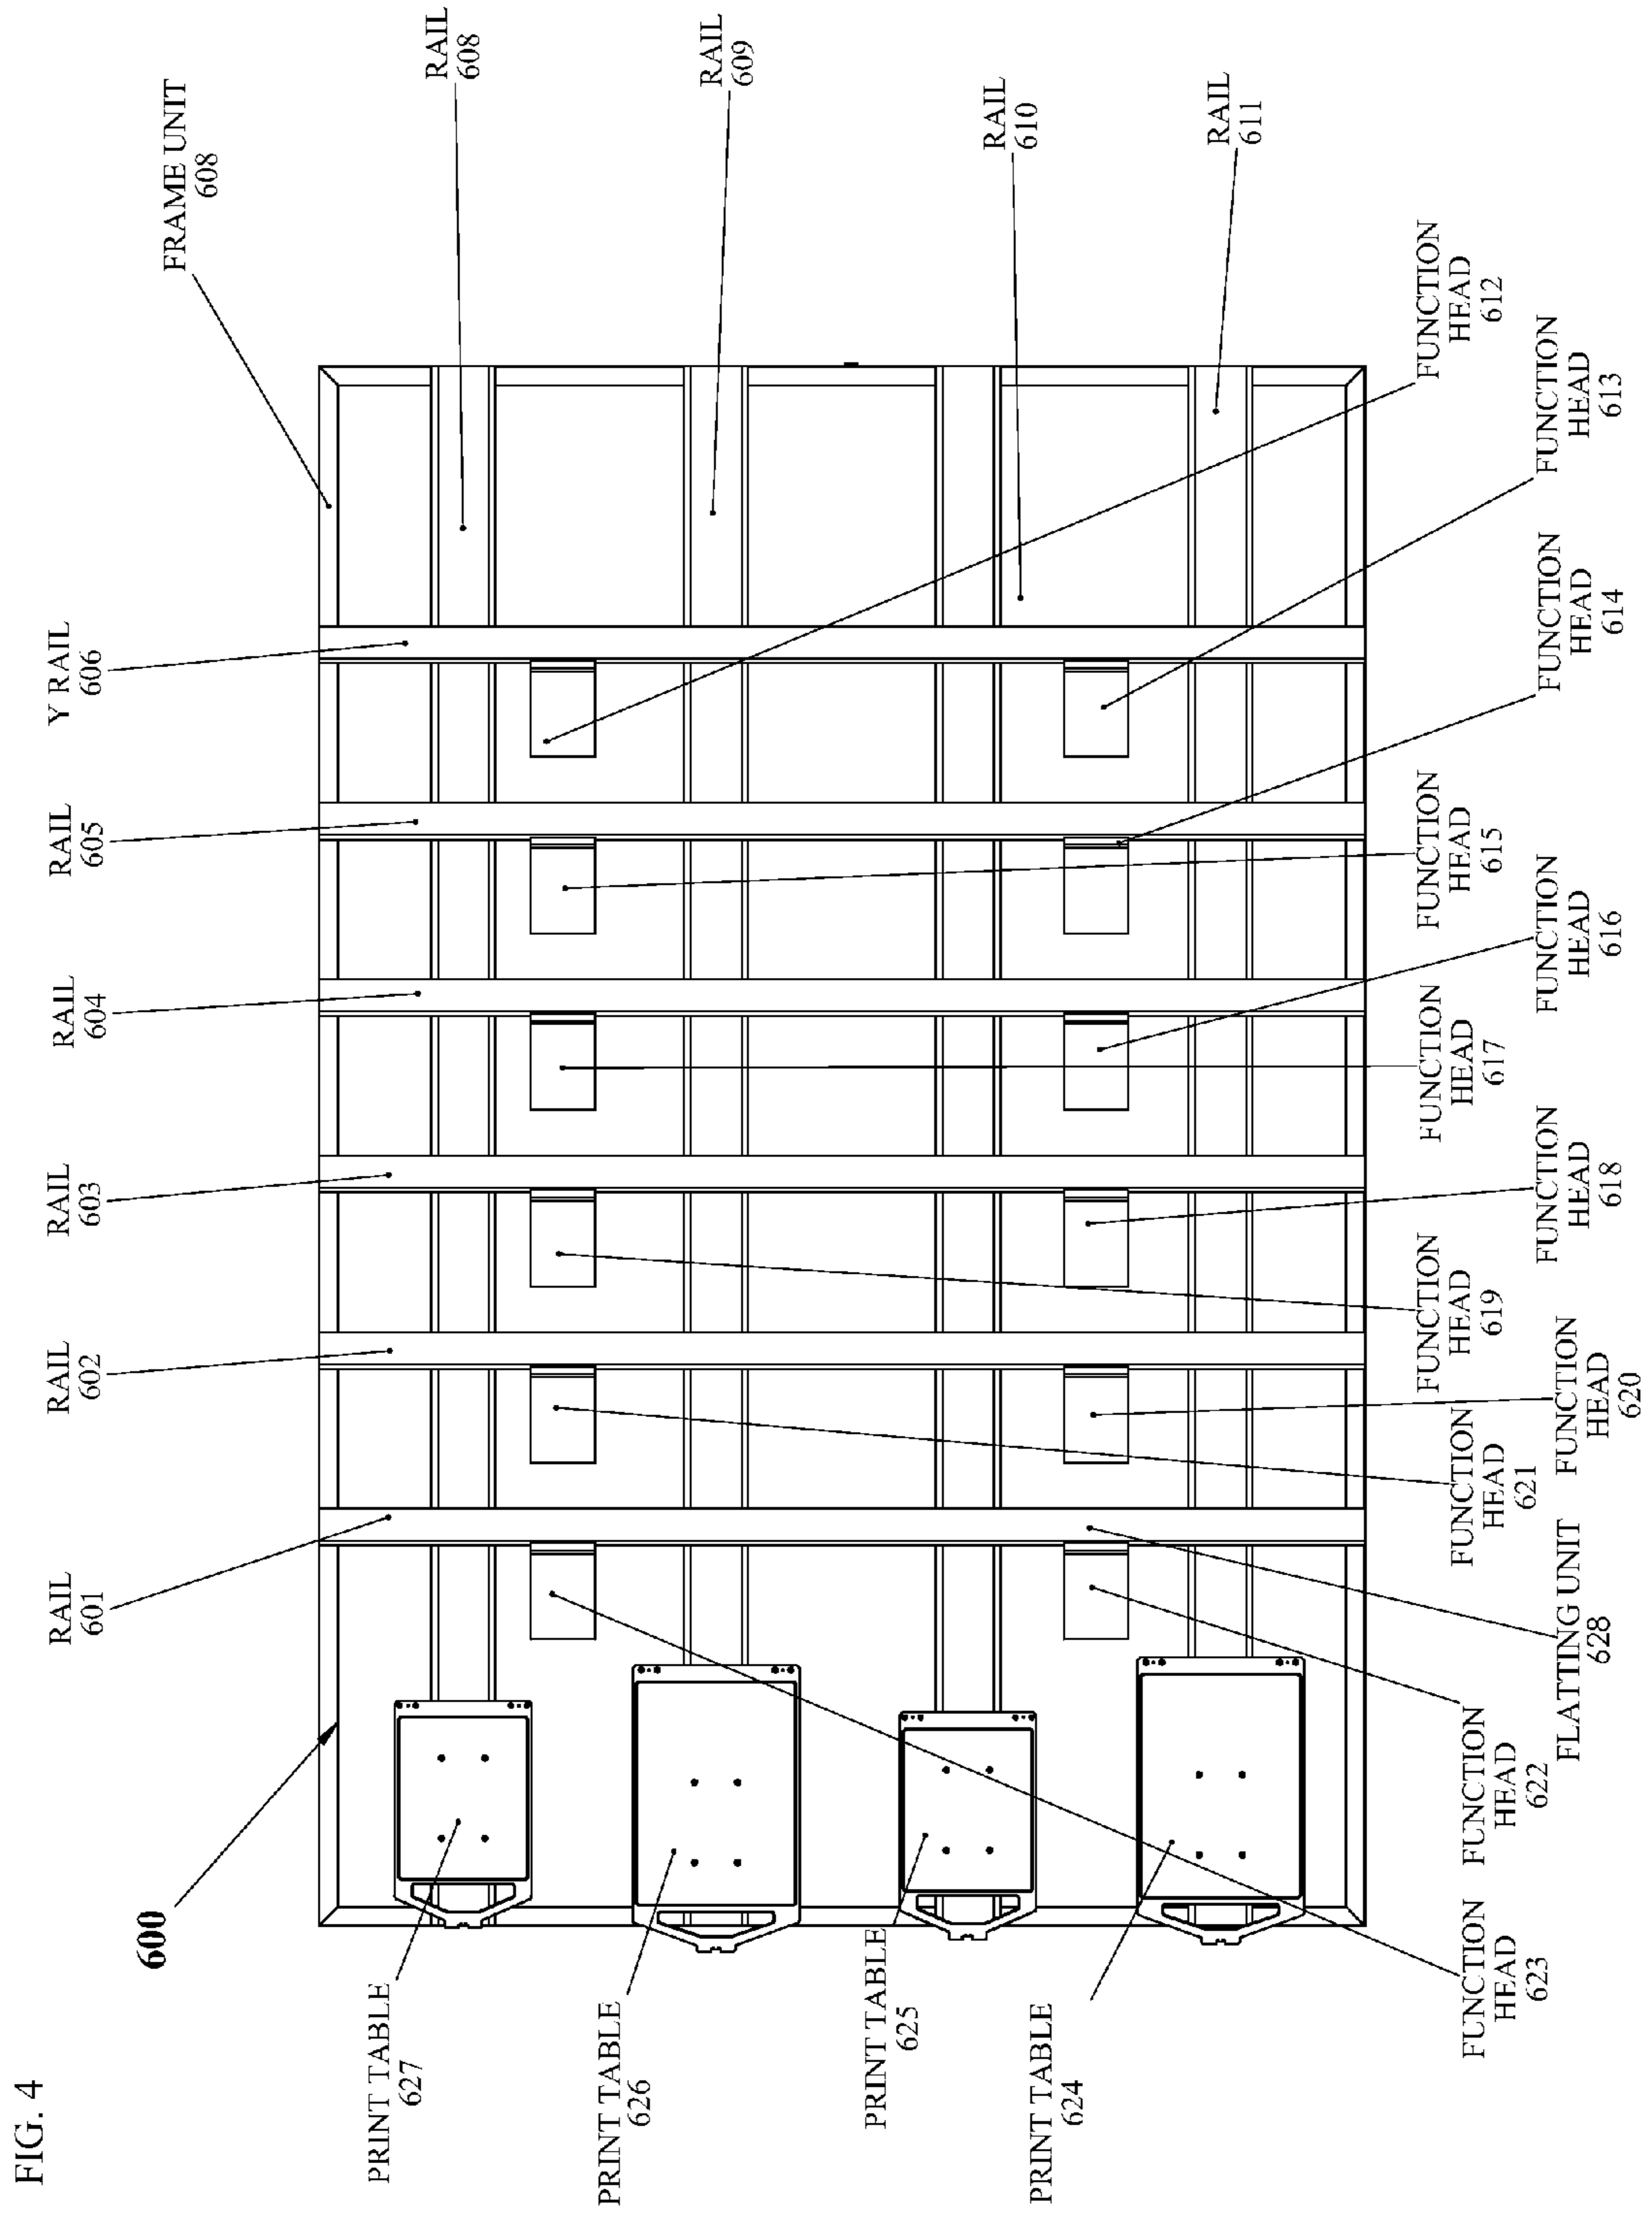 FIG. 4
600
RAIL
601
RAIL
602
RAIL
603
RAIL
604
RAIL
605
Y RAIL
606
FRAME UNIT
608
RAIL
608
RAIL
609
RAIL
610
RAIL
611
PRINT TABLE
627
PRINT TABLE
626
PRINT TABLE
625
PRINT TABLE
624
FUNCTION
HEAD
612
FUNCTION
HEAD
613
FUNCTION
HEAD
614
FUNCTION
HEAD
615
FUNCTION
HEAD
616
FUNCTION
HEAD
617
FUNCTION
HEAD
618
FUNCTION
HEAD
619
FUNCTION
HEAD
620
FUNCTION
HEAD
621
FLATTING UNIT
628
FUNCTION
HEAD
622
FUNCTION
HEAD
623